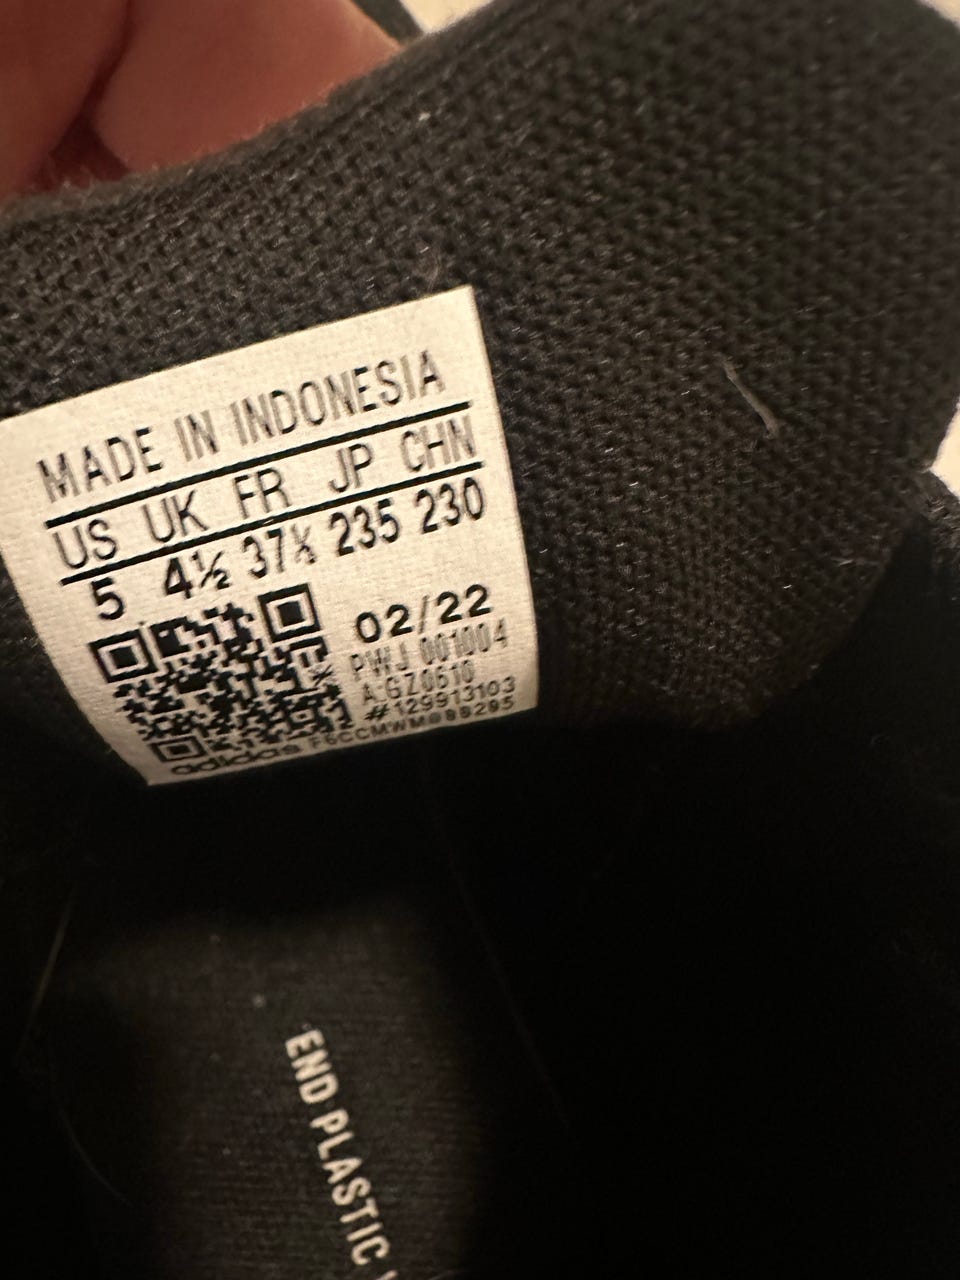 MADE IN INDONESIA
US UK FR JP CHN
5 4½ 37⅓ 235 230
02/22
PWJ 001004
A:GZ0610
#129913103
adidas
END PLASTIC